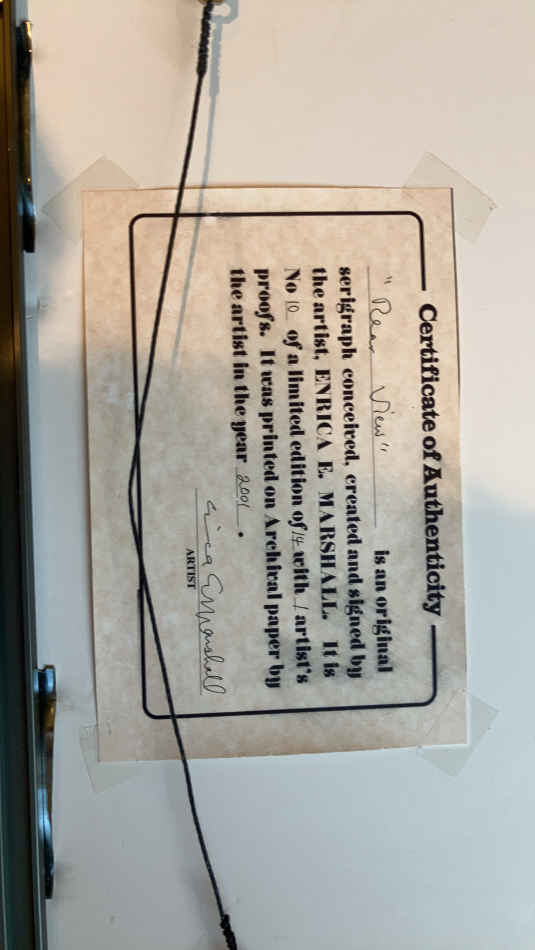 Certificate of Authenticity
"Rear View" is an original
serigraph conceived, created and signed by
the artist, ENRICA E. MARSHALL. It is
No 10 of a limited edition of 14 with 1 artist's
proofs. It was printed on Archival paper by
the artist in the year 2001.
Enrica E Marshall
ARTIST